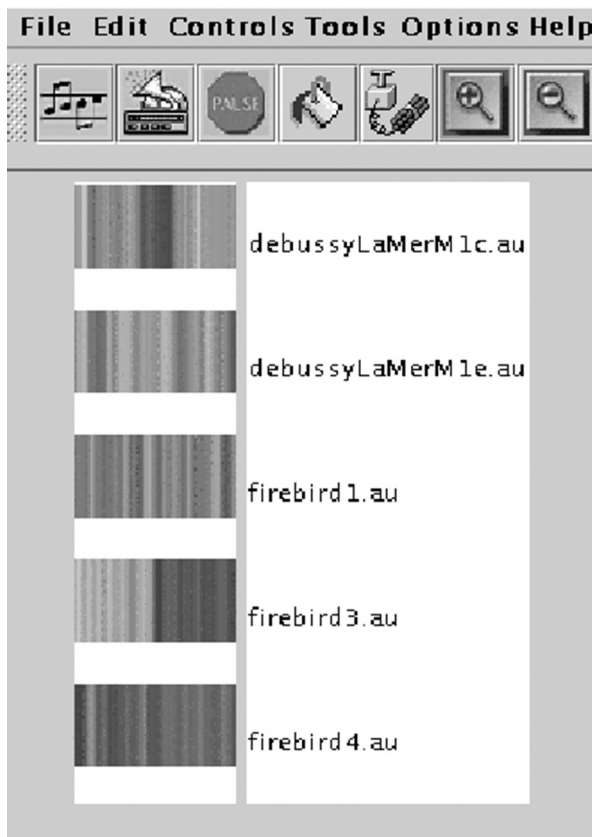 File Edit Controls Tools Options Help
PAUSE
debussyLaMerM1c.au
debussyLaMerM1e.au
firebird1.au
firebird3.au
firebird4.au